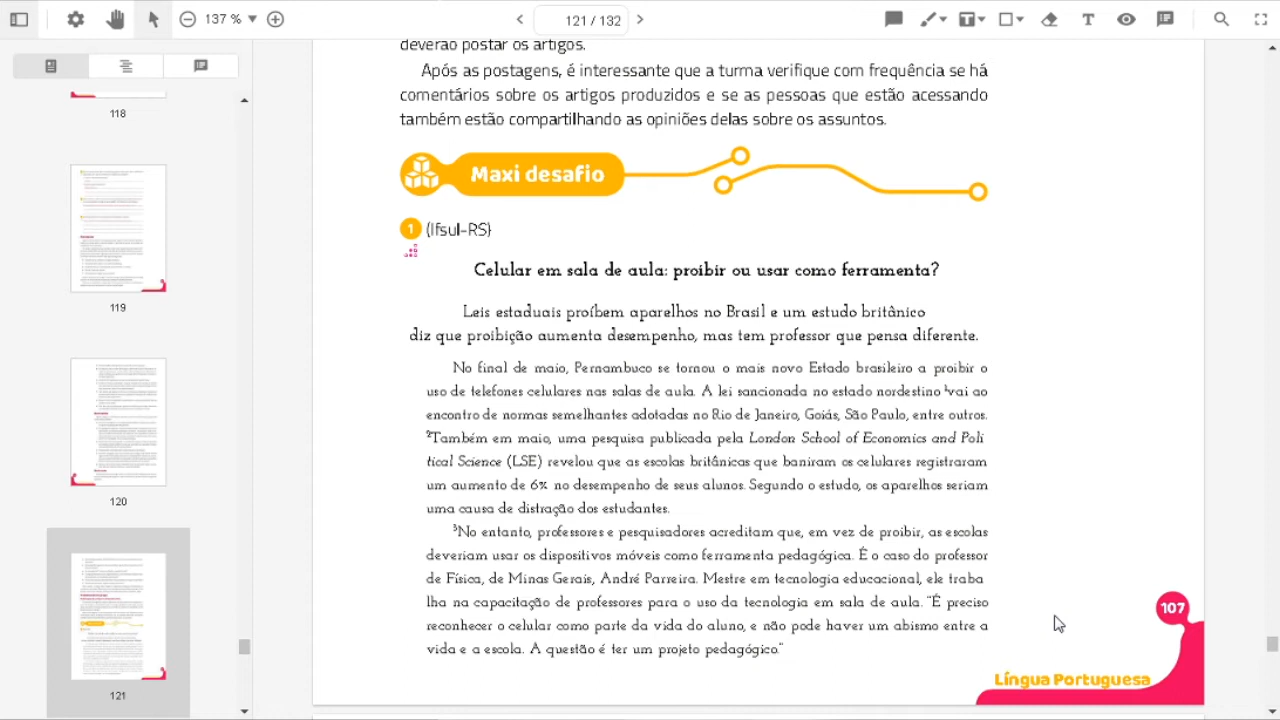 137 %
121 / 132
118
119
120
121
deverão postar os artigos.
Após as postagens, é interessante que a turma verifique com frequência se há
comentários sobre os artigos produzidos e se as pessoas que estão acessando
também estão compartilhando as opiniões delas sobre os assuntos.
Maxidesafio
1 (Ifsul-RS)
Celular em sala de aula: proibir ou usar como ferramenta?
Leis estaduais proíbem aparelhos no Brasil e um estudo britânico
diz que proibição aumenta desempenho, mas tem professor que pensa diferente.
No final de Pernambuco se tornou o mais novo Estado brasileiro a proibir o
uso de telefones celulares nas salas de aula. A lei sancionada no estado nordestino ¹vai ao
encontro de normas semelhantes adotadas no Rio de Janeiro, Goiás, São Paulo, entre outros.
²Também em uma pesquisa publicada pela London School of Economics and Poli
tical Science (LSE) revelou que as escolas britânicas que baniram os celulares registraram
um aumento de 6% no desempenho de seus alunos. Segundo o estudo, os aparelhos seriam
uma causa de distração dos estudantes.
³No entanto, professores e pesquisadores acreditam que, em vez de proibir, as escolas
deveriam usar os dispositivos móveis como ferramenta pedagógica. É o caso do professor
de Física, de Parreira. Mestre em tecnologia educacional, ele traba
lha na de professores para o uso da tecnologia em sala de aula. "É preciso
reconhecer o celular como parte da vida do aluno, e não pode haver um abismo entre a
vida e a escola. A questão é ter um projeto pedagógico."
107
Língua Portuguesa